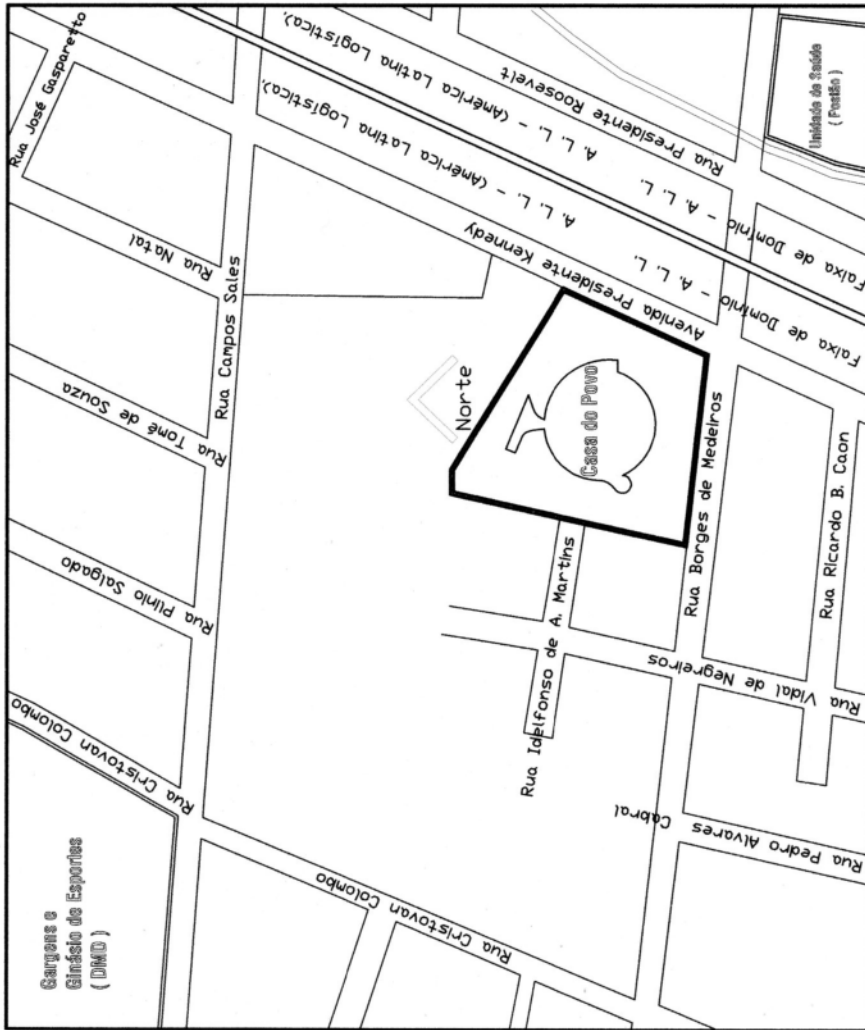 Rua José Gasparetto
Rua Natal
Rua Campos Sales
Rua Tomé de Souza
Rua Plinio Salgado
Rua Cristovan Colombo
Garagens e
Ginásio de Esportes
( DMD )
Rua Cristovan Colombo
A. L. L. - (América Latina Logística).
A. L. L. - (América Latina Logística).
Rua Presidente Roosevelt
Unidade de Saúde
( Postão )
Avenida Presidente Kennedy
Faixa de Domínio - A. L. L.
Faixa de Domínio - A. L. L.
Norte
Casa do Povo
Rua Borges de Medeiros
Rua Idelfonso de A. Martins
Rua Vidal de Negreiros
Rua Ricardo B. Caon
Rua Pedro Alvares
Cabral